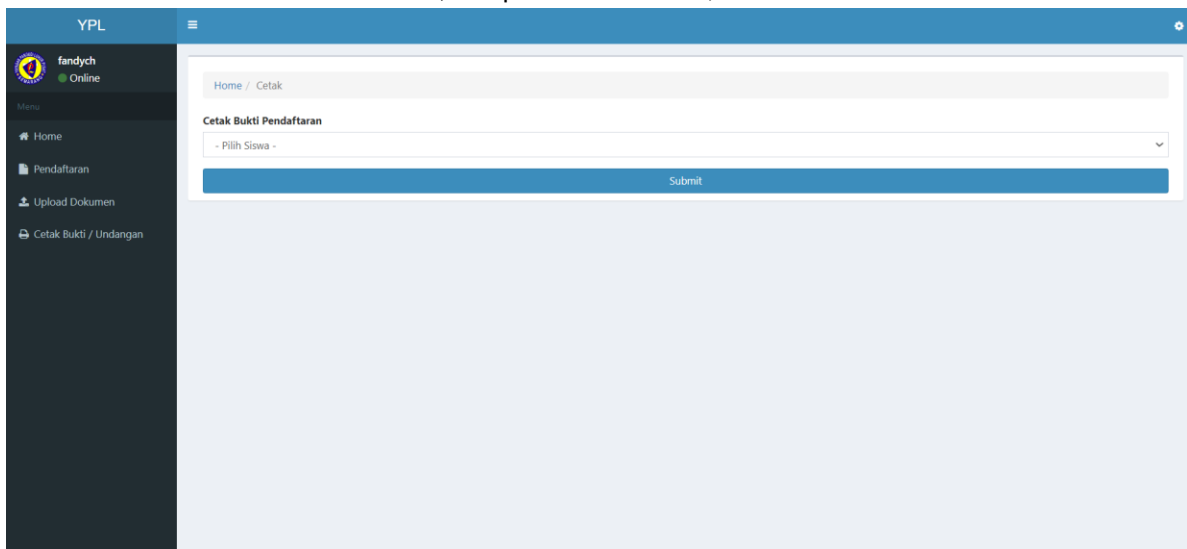 YPL
fandych
Online
Menu
Home
Pendaftaran
Upload Dokumen
Cetak Bukti / Undangan
Home / Cetak
Cetak Bukti Pendaftaran
- Pilih Siswa -
Submit